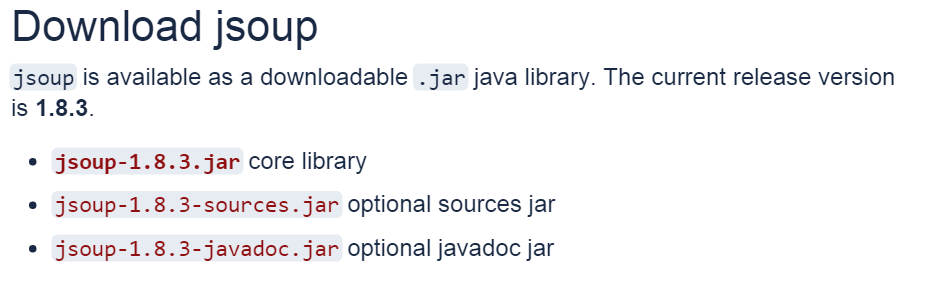 Download jsoup
jsoup is available as a downloadable .jar java library. The current release version
is 1.8.3.
• jsoup-1.8.3.jar core library
• jsoup-1.8.3-sources.jar optional sources jar
• jsoup-1.8.3-javadoc.jar optional javadoc jar